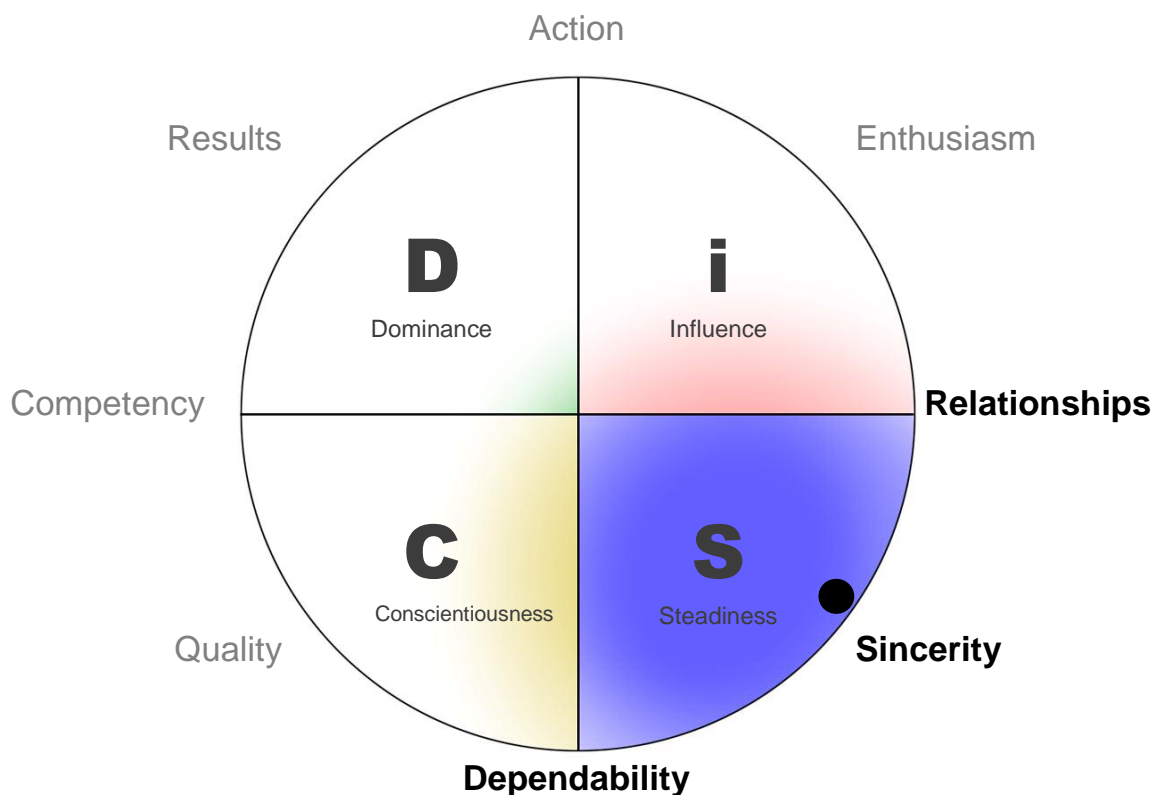 Action
Results
Enthusiasm
D
i
Dominance
Influence
Competency
Relationships
C
S
Conscientiousness
Steadiness
Quality
Sincerity
Dependability